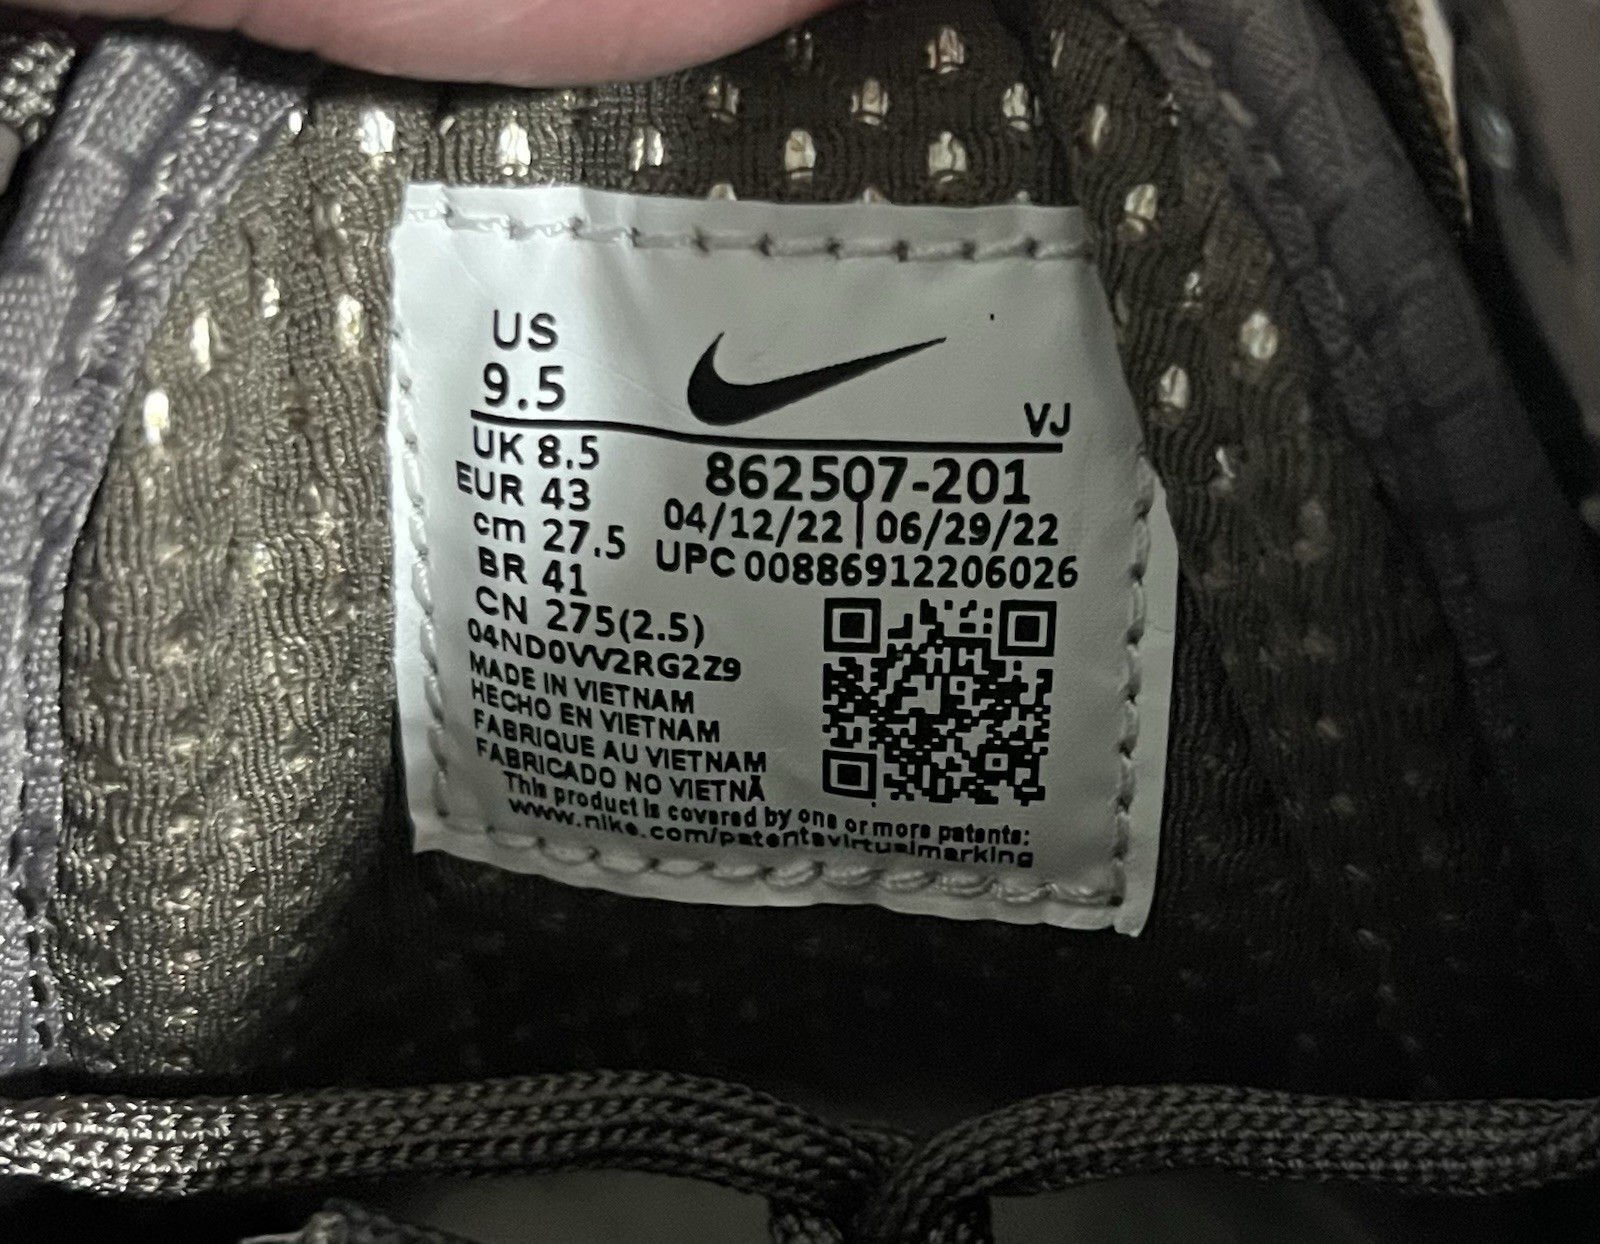 US
9.5
VJ
UK 8.5
EUR 43
cm 27.5
BR 41
CN 275(2.5)
04ND0VV2RG2Z9
MADE IN VIETNAM
HECHO EN VIETNAM
FABRIQUE AU VIETNAM
FABRICADO NO VIETNÃ
862507-201
04/12/22 | 06/29/22
UPC 00886912206026
This product is covered by one or more patents:
www.nike.com/patentsvirtualmarking